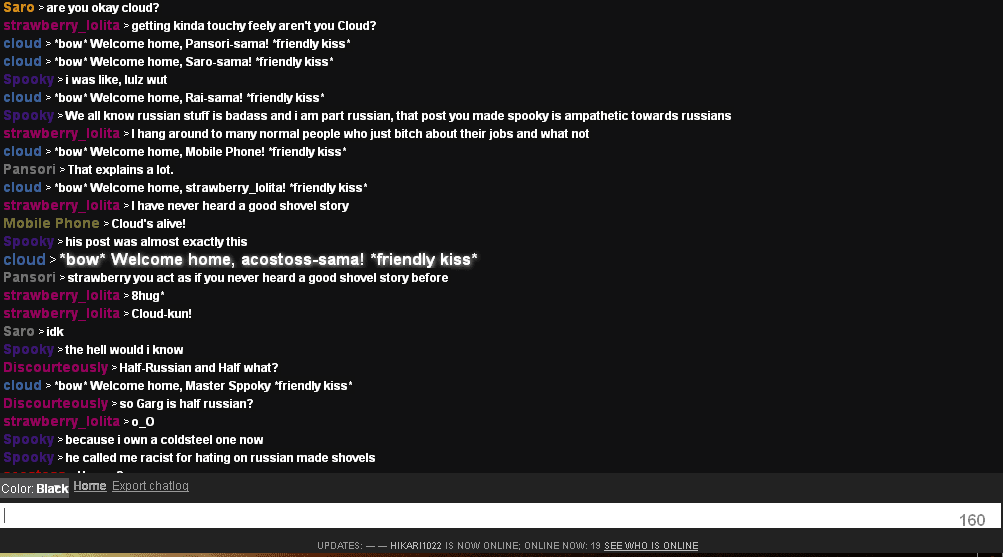 Saro > are you okay cloud?
strawberry_lolita > getting kinda touchy feely aren't you Cloud?
cloud > *bow* Welcome home, Pansori-sama! *friendly kiss*
cloud > *bow* Welcome home, Saro-sama! *friendly kiss*
Spooky > i was like, lulz wut
cloud > *bow* Welcome home, Rai-sama! *friendly kiss*
Spooky > We all know russian stuff is badass and i am part russian, that post you made spooky is ampathetic towards russians
strawberry_lolita > I hang around to many normal people who just bitch about their jobs and what not
cloud > *bow* Welcome home, Mobile Phone! *friendly kiss*
Pansori > That explains a lot.
cloud > *bow* Welcome home, strawberry_lolita! *friendly kiss*
strawberry_lolita > I have never heard a good shovel story
Mobile Phone > Cloud's alive!
Spooky > his post was almost exactly this
cloud > *bow* Welcome home, acostoss-sama! *friendly kiss*
Pansori > strawberry you act as if you never heard a good shovel story before
strawberry_lolita > 8hug*
strawberry_lolita > Cloud-kun!
Saro > idk
Spooky > the hell would i know
Discourteously > Half-Russian and Half what?
cloud > *bow* Welcome home, Master Sppoky *friendly kiss*
Discourteously > so Garg is half russian?
strawberry_lolita > o_O
Spooky > because i own a coldsteel one now
Spooky > he called me racist for hating on russian made shovels
Color: Black Home Export chatlog
160
UPDATES: — — HIKARI1022 IS NOW ONLINE; ONLINE NOW: 19 SEE WHO IS ONLINE